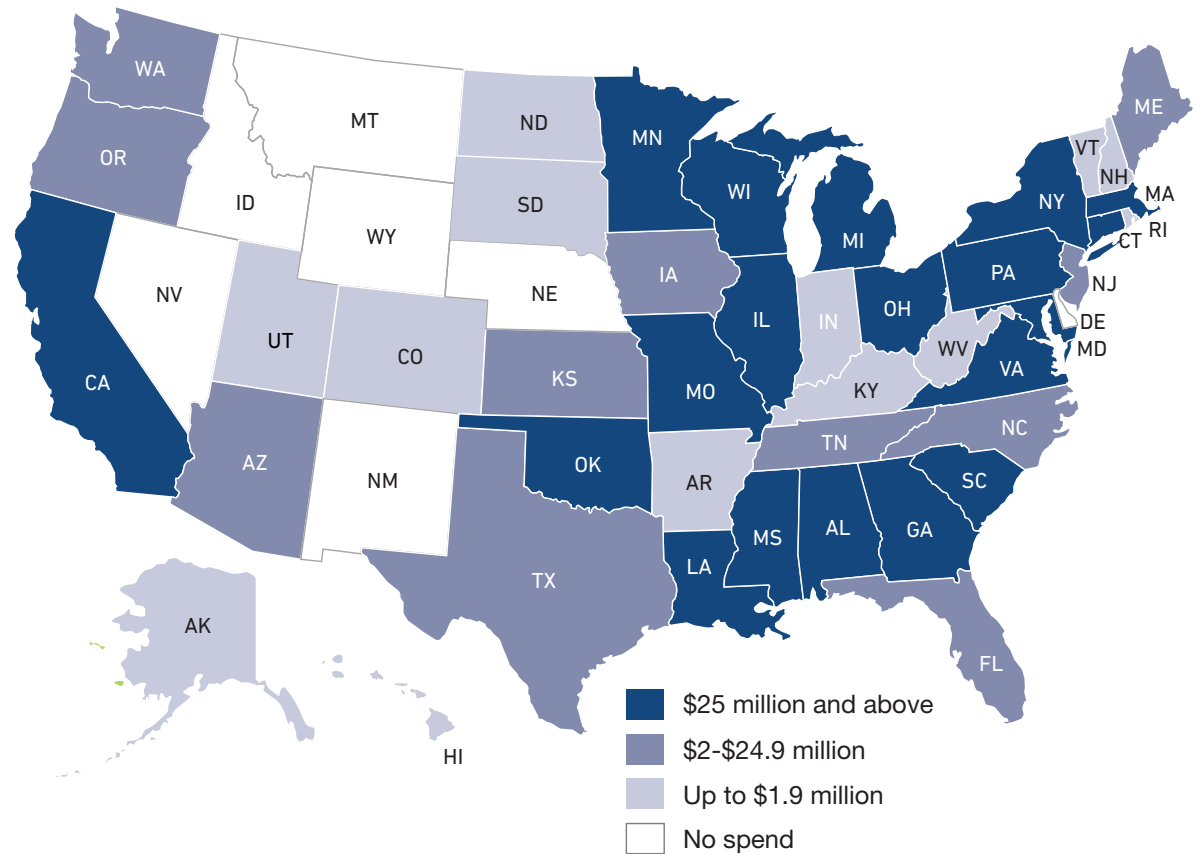 WA
ME
MT
ND
MN
VT
OR
NH
MA
ID
SD
WI
NY
RI
WY
MI
CT
IA
PA
NE
NJ
NV
OH
IL
IN
DE
UT
MD
CO
WV
VA
CA
KS
MO
KY
NC
TN
AZ
OK
NM
AR
SC
MS
AL
GA
LA
TX
AK
FL
HI
$25 million and above
$2-$24.9 million
Up to $1.9 million
No spend